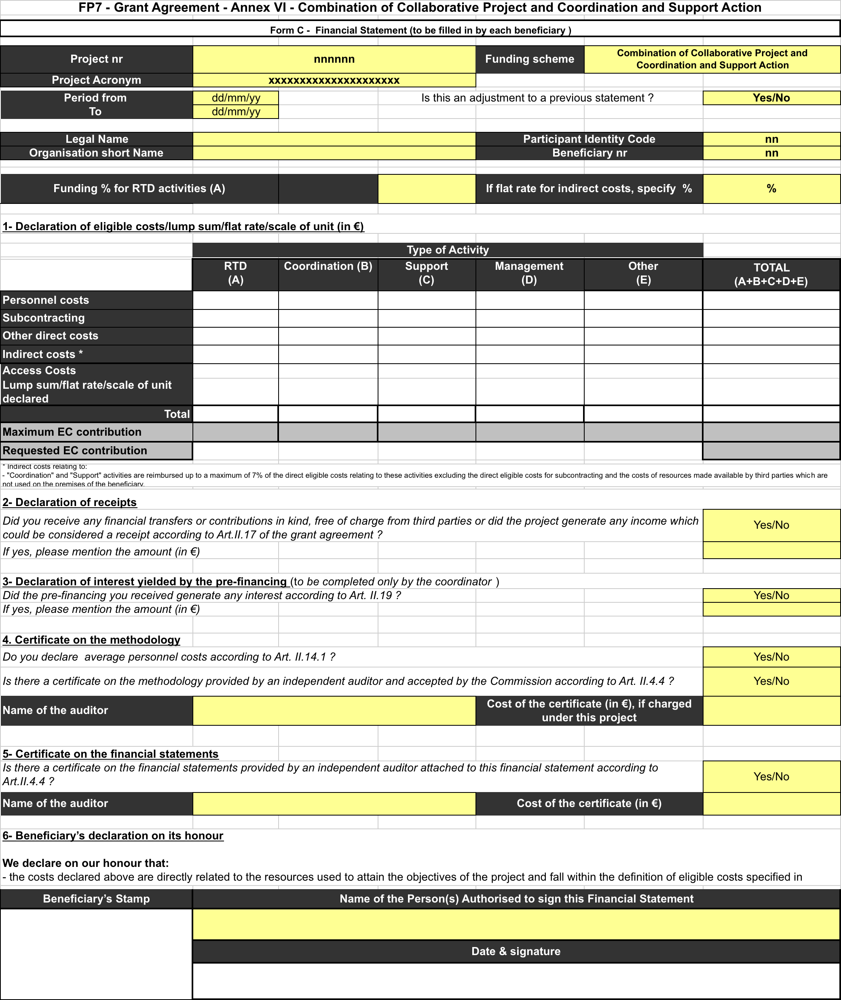 FP7 - Grant Agreement - Annex VI - Combination of Collaborative Project and Coordination and Support Action
Form C - Financial Statement (to be filled in by each beneficiary )
Project nr nnnnnn Funding scheme Combination of Collaborative Project and
Coordination and Support Action
Project Acronym xxxxxxxxxxxxxxxxxxxxx
Period from dd/mm/yy Is this an adjustment to a previous statement ? Yes/No
To dd/mm/yy
Legal Name Participant Identity Code nn
Organisation short Name Beneficiary nr nn
Funding % for RTD activities (A) If flat rate for indirect costs, specify % %
1- Declaration of eligible costs/lump sum/flat rate/scale of unit (in €)
Type of Activity
RTD Coordination (B) Support Management Other TOTAL
(A) (C) (D) (E) (A+B+C+D+E)
Personnel costs
Subcontracting
Other direct costs
Indirect costs *
Access Costs
Lump sum/flat rate/scale of unit
declared
Total
Maximum EC contribution
Requested EC contribution
* Indirect costs relating to:
- "Coordination" and "Support" activities are reimbursed up to a maximum of 7% of the direct eligible costs relating to these activities excluding the direct eligible costs for subcontracting and the costs of resources made available by third parties which are
not used on the premises of the beneficiary.
2- Declaration of receipts
Did you receive any financial transfers or contributions in kind, free of charge from third parties or did the project generate any income which
could be considered a receipt according to Art.II.17 of the grant agreement ? Yes/No
If yes, please mention the amount (in €)
3- Declaration of interest yielded by the pre-financing (to be completed only by the coordinator )
Did the pre-financing you received generate any interest according to Art. II.19 ? Yes/No
If yes, please mention the amount (in €)
4. Certificate on the methodology
Do you declare average personnel costs according to Art. II.14.1 ? Yes/No
Is there a certificate on the methodology provided by an independent auditor and accepted by the Commission according to Art. II.4.4 ? Yes/No
Name of the auditor Cost of the certificate (in €), if charged
under this project
5- Certificate on the financial statements
Is there a certificate on the financial statements provided by an independent auditor attached to this financial statement according to
Art.II.4.4 ? Yes/No
Name of the auditor Cost of the certificate (in €)
6- Beneficiary’s declaration on its honour
We declare on our honour that:
- the costs declared above are directly related to the resources used to attain the objectives of the project and fall within the definition of eligible costs specified in
Beneficiary’s Stamp Name of the Person(s) Authorised to sign this Financial Statement
Date & signature